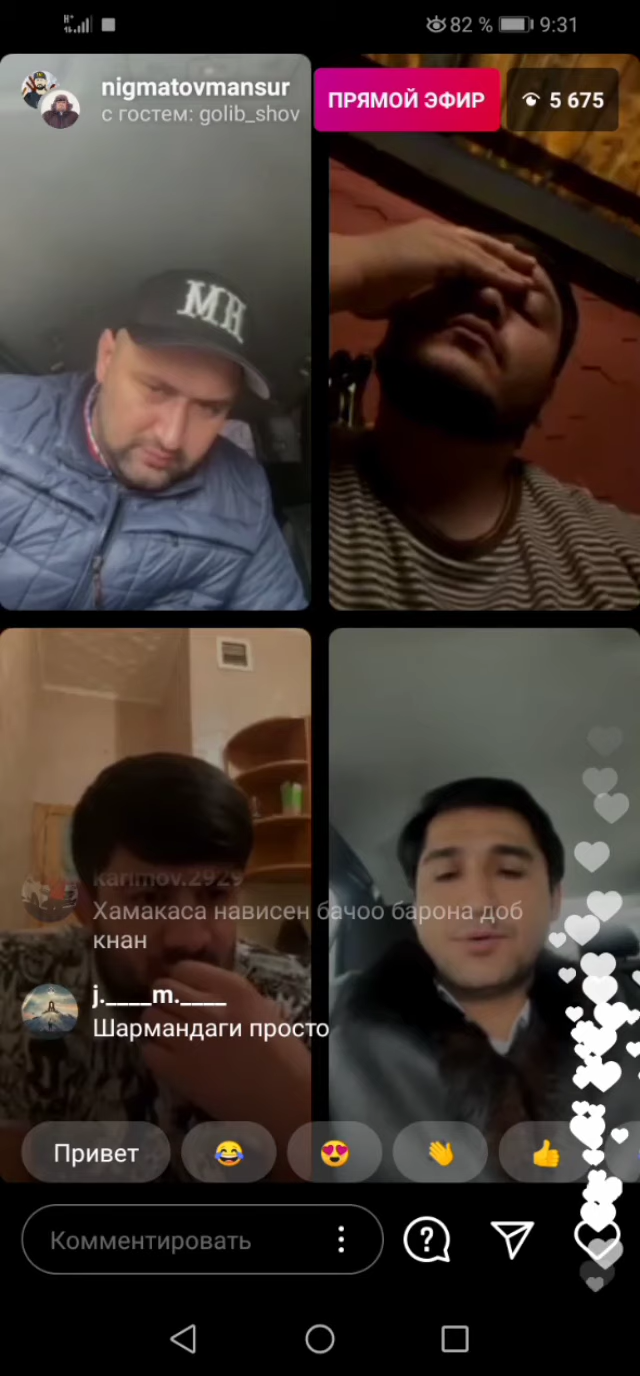 82 % 9:31
nigmatovmansur
с гостем: golib_shov
ПРЯМОЙ ЭФИР
5 675
MH
karimov.2929
Хамакаса нависен бачоо барона доб
кнан
j.____m.____
Шармандаги просто
Привет
Комментировать